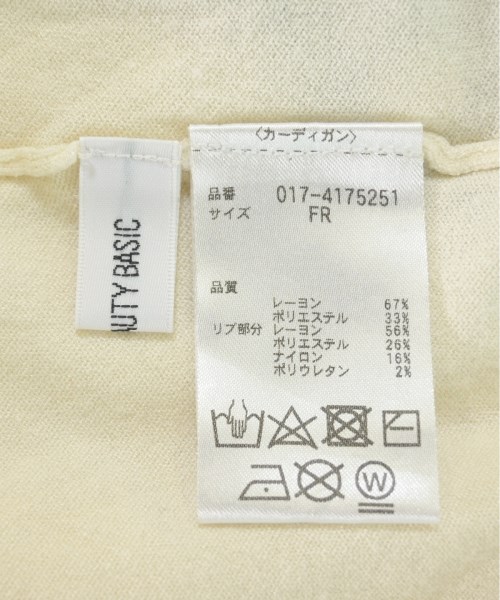 〈カーディガン〉
品番 017-4175251
サイズ FR
品質
レーヨン 67%
ポリエステル 33%
リブ部分 レーヨン 56%
ポリエステル 26%
ナイロン 16%
ポリウレタン 2%
W
UTY BASIC